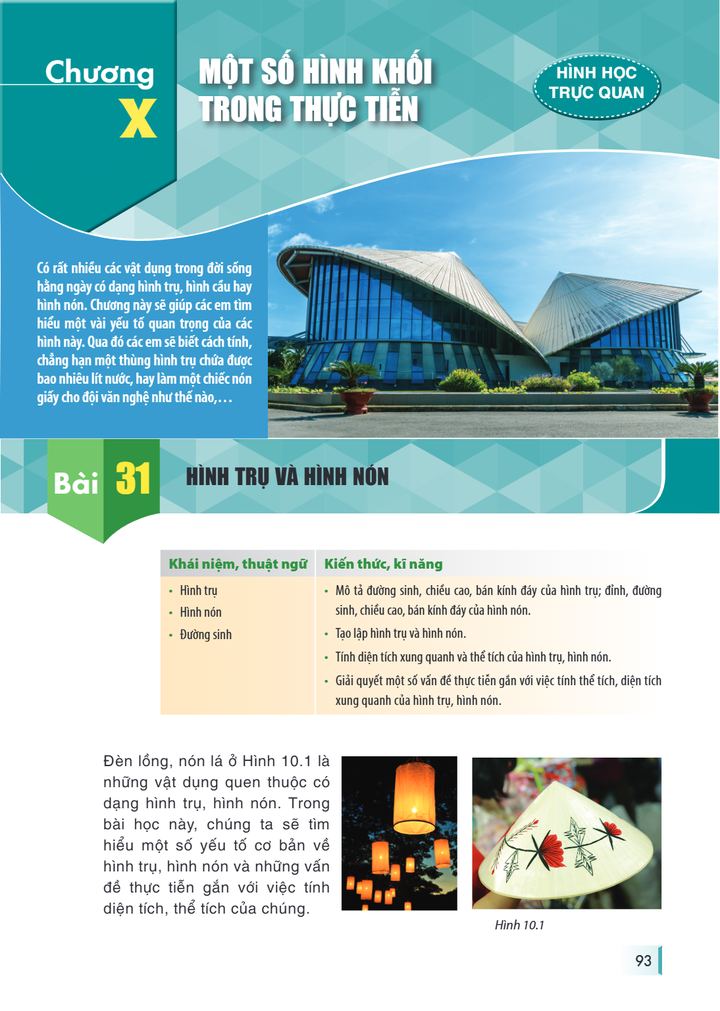 Chương
X
MỘT SỐ HÌNH KHỐI
TRONG THỰC TIỄN
HÌNH HỌC
TRỰC QUAN
Có rất nhiều các vật dụng trong đời sống
hằng ngày có dạng hình trụ, hình cầu hay
hình nón. Chương này sẽ giúp các em tìm
hiểu một vài yếu tố quan trọng của các
hình này. Qua đó các em sẽ biết cách tính,
chẳng hạn một thùng hình trụ chứa được
bao nhiêu lít nước, hay làm một chiếc nón
giấy cho đội văn nghệ như thế nào,…
Bài 31
HÌNH TRỤ VÀ HÌNH NÓN
Khái niệm, thuật ngữ
• Hình trụ
• Hình nón
• Đường sinh
Kiến thức, kĩ năng
• Mô tả đường sinh, chiều cao, bán kính đáy của hình trụ; đỉnh, đường
sinh, chiều cao, bán kính đáy của hình nón.
• Tạo lập hình trụ và hình nón.
• Tính diện tích xung quanh và thể tích của hình trụ, hình nón.
• Giải quyết một số vấn đề thực tiễn gắn với việc tính thể tích, diện tích
xung quanh của hình trụ, hình nón.
Đèn lồng, nón lá ở Hình 10.1 là
những vật dụng quen thuộc có
dạng hình trụ, hình nón. Trong
bài học này, chúng ta sẽ tìm
hiểu một số yếu tố cơ bản về
hình trụ, hình nón và những vấn
đề thực tiễn gắn với việc tính
diện tích, thể tích của chúng.
Hình 10.1
93